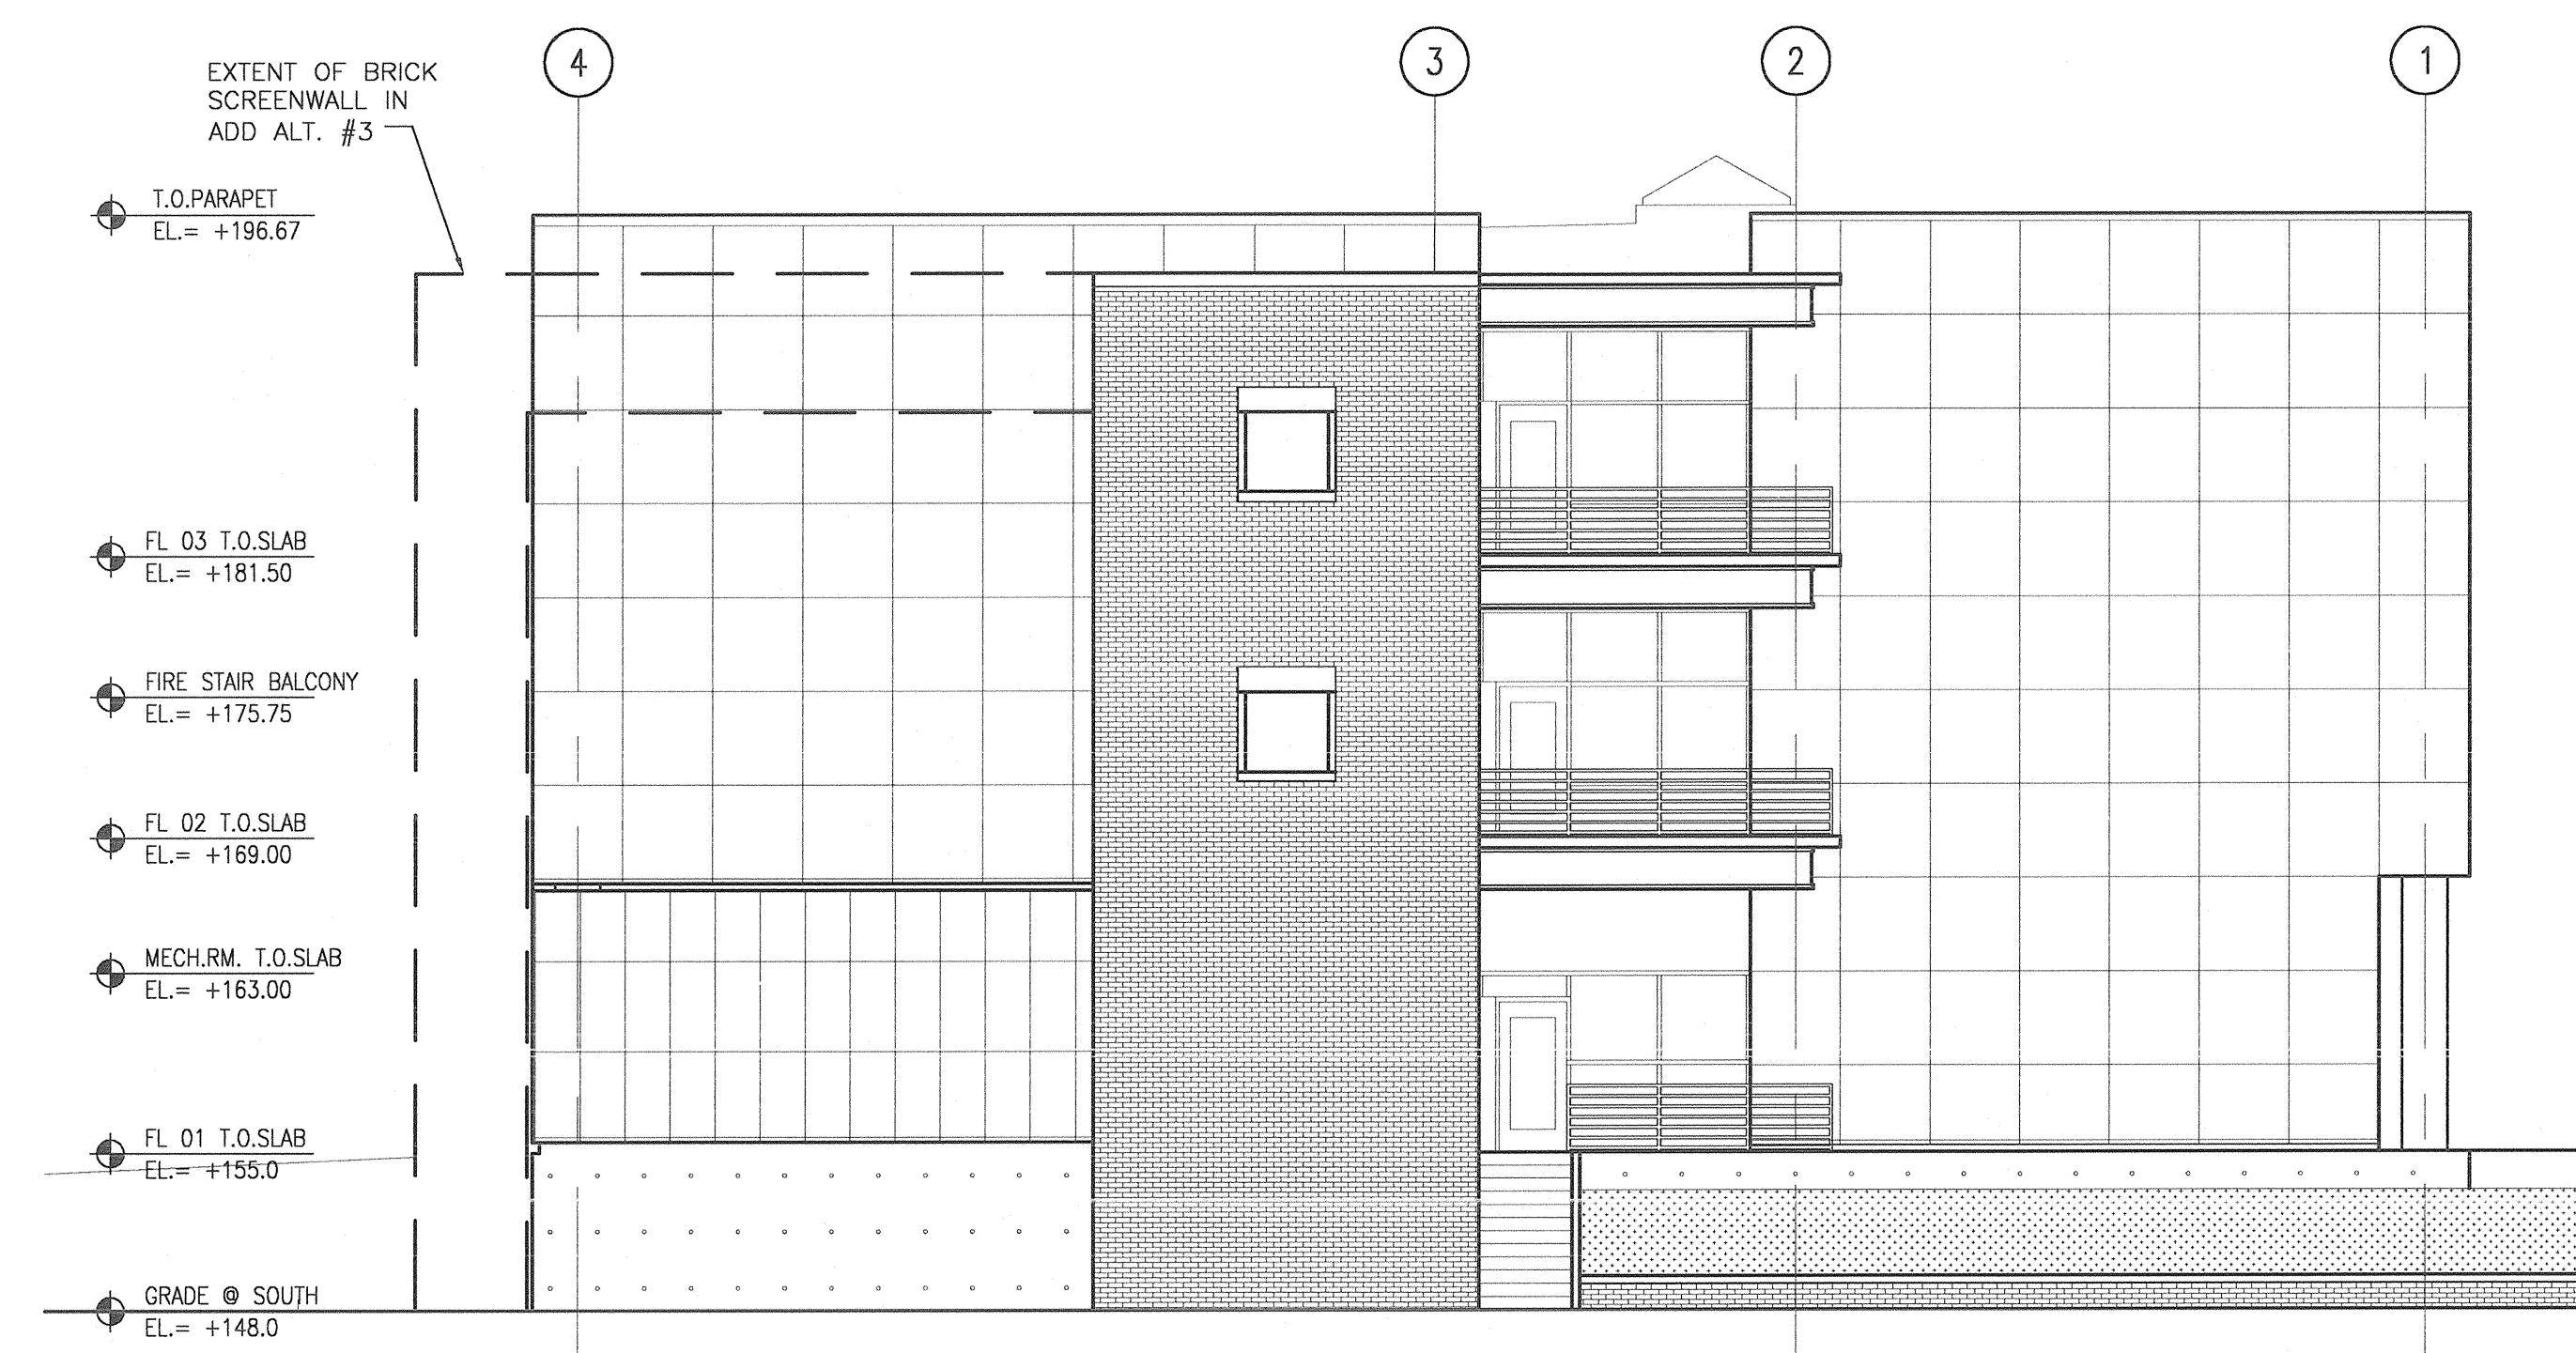 4
3
2
1
EXTENT OF BRICK
SCREENWALL IN
ADD ALT. #3
T.O.PARAPET
EL.= +196.67
FL 03 T.O.SLAB
EL.= +181.50
FIRE STAIR BALCONY
EL.= +175.75
FL 02 T.O.SLAB
EL.= +169.00
MECH.RM. T.O.SLAB
EL.= +163.00
FL 01 T.O.SLAB
EL.= +155.0
GRADE @ SOUTH
EL.= +148.0